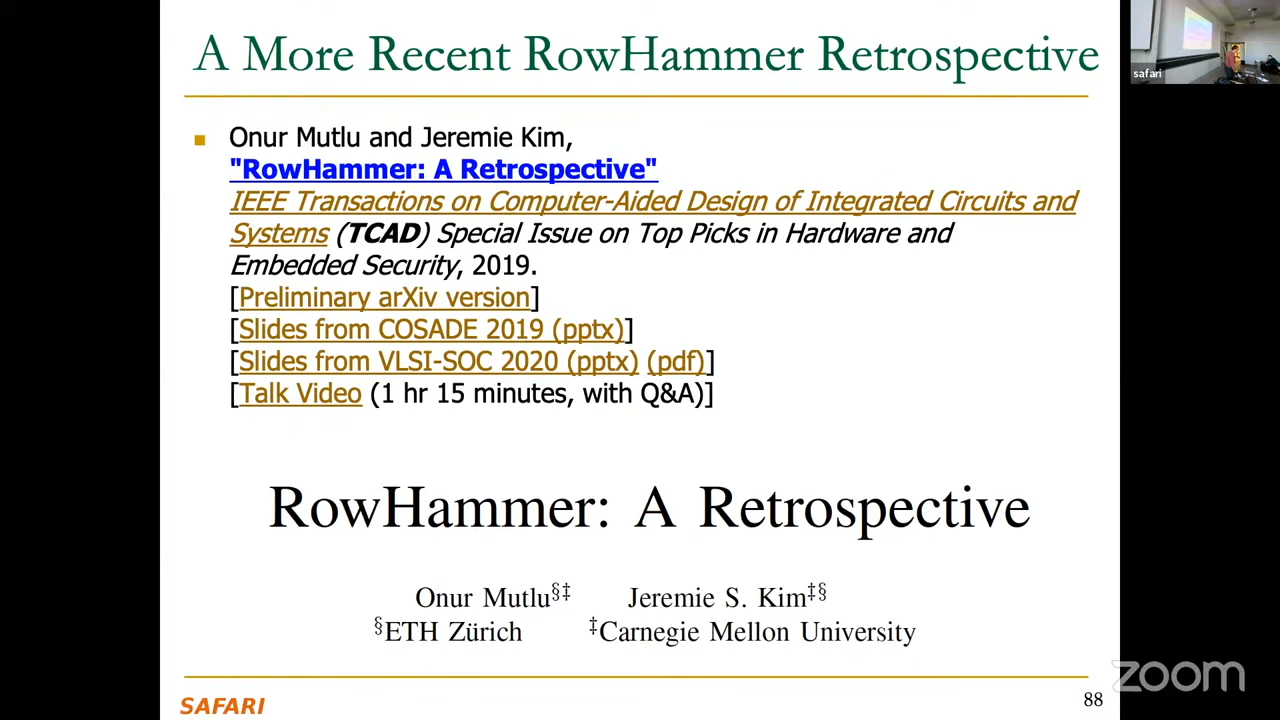 A More Recent RowHammer Retrospective
safari
Onur Mutlu and Jeremie Kim,
"RowHammer: A Retrospective"
IEEE Transactions on Computer-Aided Design of Integrated Circuits and
Systems (TCAD) Special Issue on Top Picks in Hardware and
Embedded Security, 2019.
[Preliminary arXiv version]
[Slides from COSADE 2019 (pptx)]
[Slides from VLSI-SOC 2020 (pptx) (pdf)]
[Talk Video (1 hr 15 minutes, with Q&A)]
RowHammer: A Retrospective
Onur Mutlu§‡ Jeremie S. Kim‡§
§ETH Zürich ‡Carnegie Mellon University
SAFARI
88
zoom